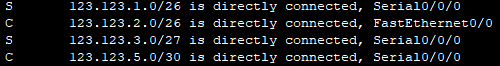 S 123.123.1.0/26 is directly connected, Serial0/0/0
C 123.123.2.0/26 is directly connected, FastEthernet0/0
S 123.123.3.0/27 is directly connected, Serial0/0/0
C 123.123.5.0/30 is directly connected, Serial0/0/0